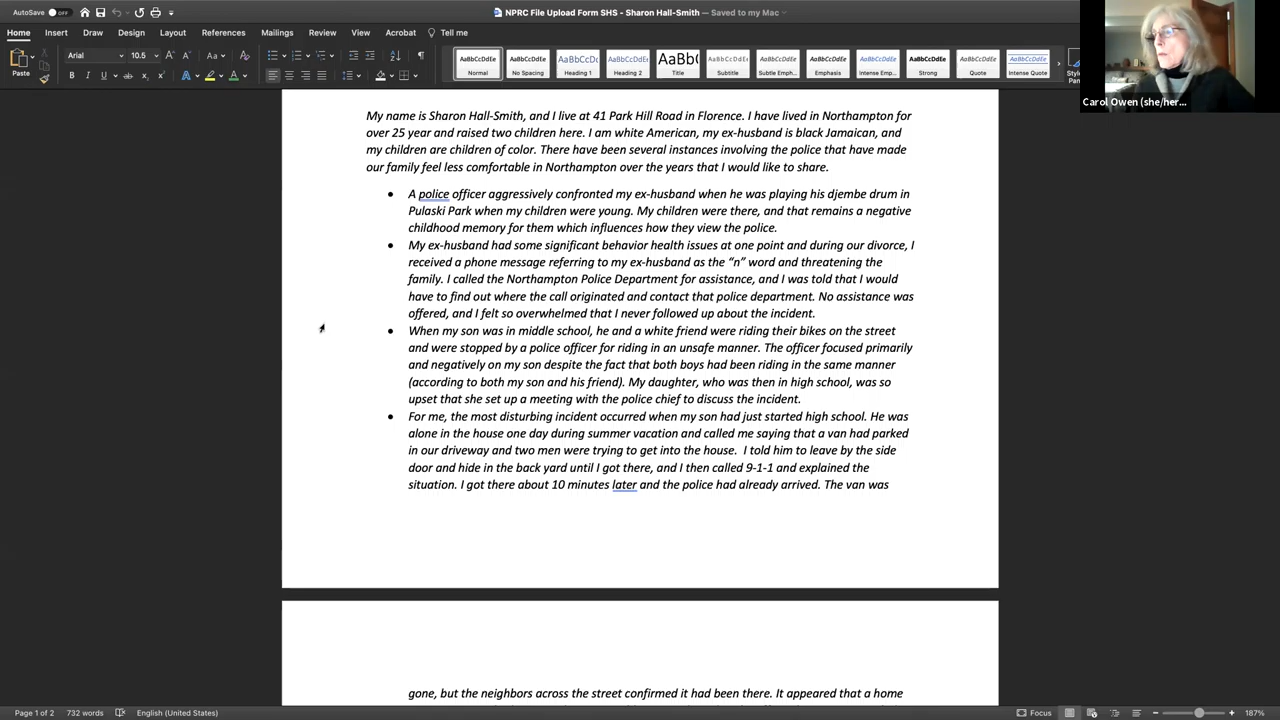 AutoSave OFF
NPRC File Upload Form SHS - Sharon Hall-Smith — Saved to my Mac
Home Insert Draw Design Layout References Mailings Review View Acrobat Tell me
Paste
Arial 10.5
AaBbCcDdEe AaBbCcDdEe AaBbCcDc AaBbCcDdE AaBb( AaBbCcDdEe AaBbCcDdEe AaBbCcDdEe AaBbCcDdEe AaBbCcDdEe AaBbCcDdEe AaBbCcDdEe
Normal No Spacing Heading 1 Heading 2 Title Subtitle Subtle Emph... Emphasis Intense Emp... Strong Quote Intense Quote
Carol Owen (she/her...
My name is Sharon Hall-Smith, and I live at 41 Park Hill Road in Florence. I have lived in Northampton for
over 25 year and raised two children here. I am white American, my ex-husband is black Jamaican, and
my children are children of color. There have been several instances involving the police that have made
our family feel less comfortable in Northampton over the years that I would like to share.
• A police officer aggressively confronted my ex-husband when he was playing his djembe drum in
Pulaski Park when my children were young. My children were there, and that remains a negative
childhood memory for them which influences how they view the police.
• My ex-husband had some significant behavior health issues at one point and during our divorce, I
received a phone message referring to my ex-husband as the “n” word and threatening the
family. I called the Northampton Police Department for assistance, and I was told that I would
have to find out where the call originated and contact that police department. No assistance was
offered, and I felt so overwhelmed that I never followed up about the incident.
• When my son was in middle school, he and a white friend were riding their bikes on the street
and were stopped by a police officer for riding in an unsafe manner. The officer focused primarily
and negatively on my son despite the fact that both boys had been riding in the same manner
(according to both my son and his friend). My daughter, who was then in high school, was so
upset that she set up a meeting with the police chief to discuss the incident.
• For me, the most disturbing incident occurred when my son had just started high school. He was
alone in the house one day during summer vacation and called me saying that a van had parked
in our driveway and two men were trying to get into the house.  I told him to leave by the side
door and hide in the back yard until I got there, and I then called 9-1-1 and explained the
situation. I got there about 10 minutes later and the police had already arrived. The van was
gone, but the neighbors across the street confirmed it had been there. It appeared that a home
Page 1 of 2 732 words English (United States) Focus 187%